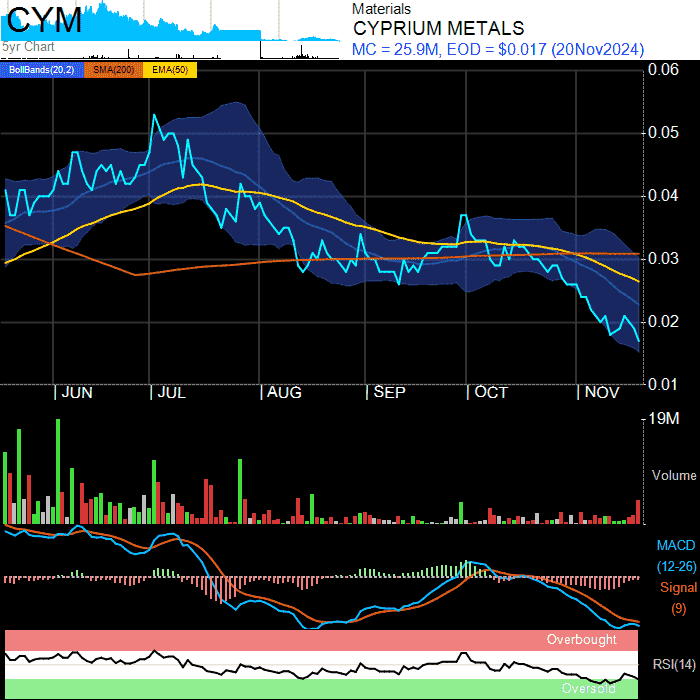 CYM
5yr Chart
Materials
CYPRIUM METALS
MC = 25.9M, EOD = $0.017 (20Nov2024)
BollBands(20,2) SMA(200) EMA(50)
0.06
0.05
0.04
0.03
0.02
0.01
JUN JUL AUG SEP OCT NOV
19M
Volume
MACD
(12-26)
Signal
(9)
Overbought
RSI(14)
Oversold